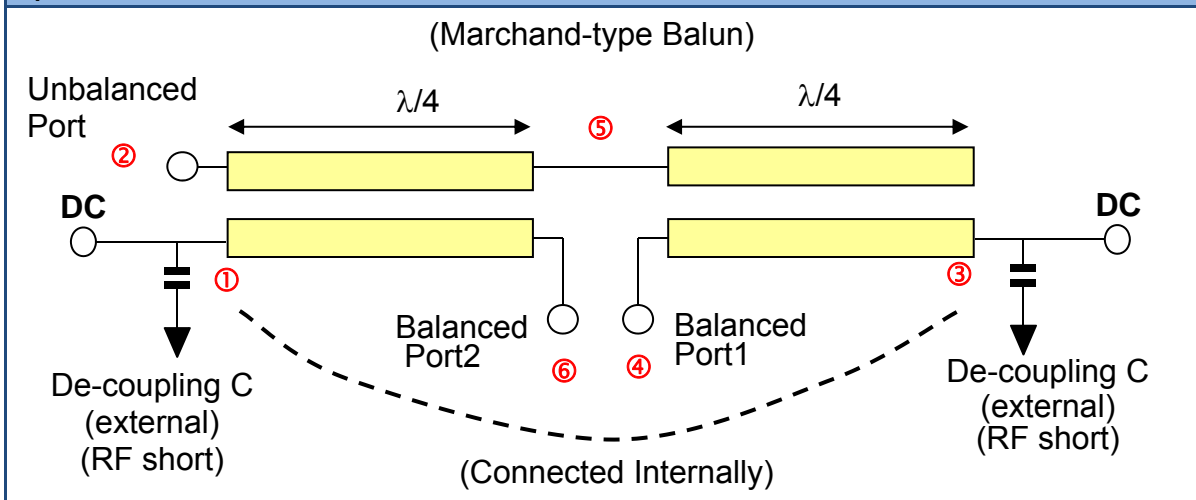 (Marchand-type Balun)
Unbalanced
Port
λ/4
λ/4
②
⑤
DC
DC
①
③
Balanced
Port2
Balanced
Port1
⑥
④
De-coupling C
(external)
(RF short)
De-coupling C
(external)
(RF short)
(Connected Internally)